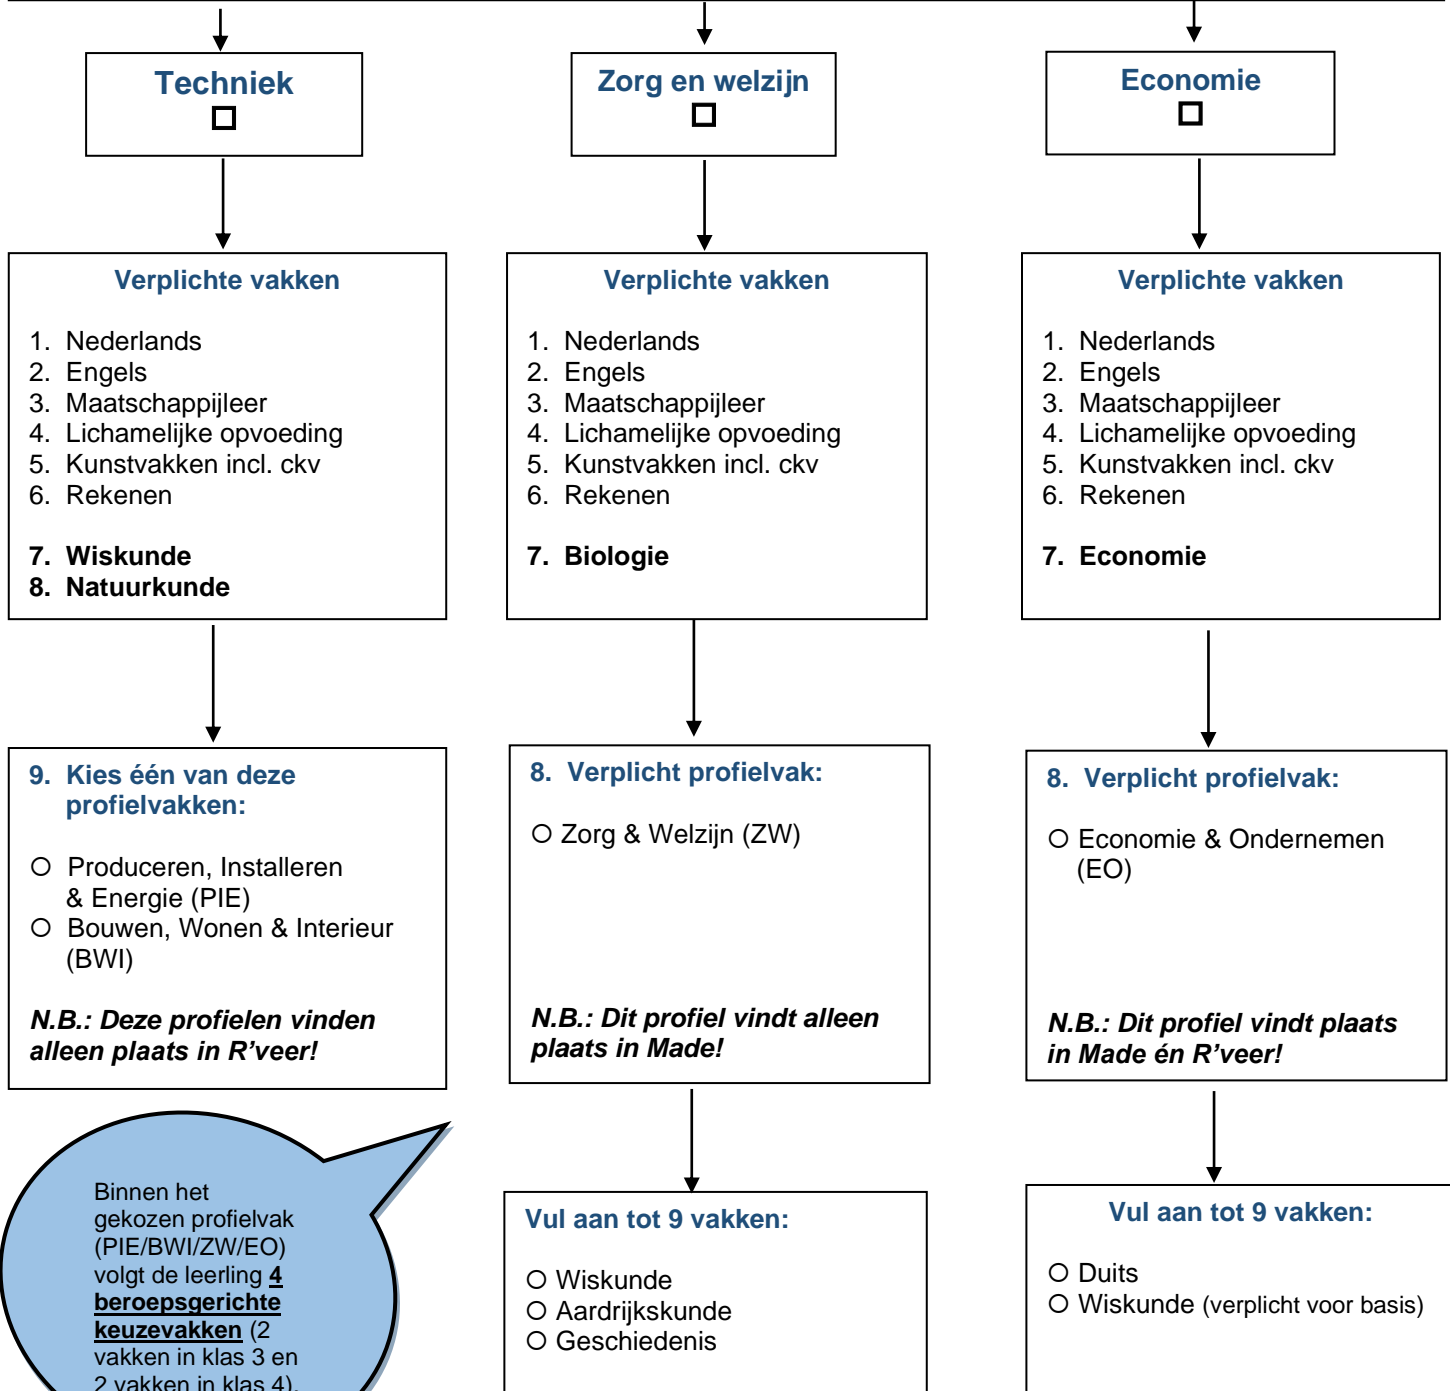 Techniek
Zorg en welzijn
Economie
Verplichte vakken
1. Nederlands
2. Engels
3. Maatschappijleer
4. Lichamelijke opvoeding
5. Kunstvakken incl. ckv
6. Rekenen
7. Wiskunde
8. Natuurkunde
Verplichte vakken
1. Nederlands
2. Engels
3. Maatschappijleer
4. Lichamelijke opvoeding
5. Kunstvakken incl. ckv
6. Rekenen
7. Biologie
Verplichte vakken
1. Nederlands
2. Engels
3. Maatschappijleer
4. Lichamelijke opvoeding
5. Kunstvakken incl. ckv
6. Rekenen
7. Economie
9. Kies één van deze
profielvakken:
Produceren, Installeren
& Energie (PIE)
Bouwen, Wonen & Interieur
(BWI)
N.B.: Deze profielen vinden
alleen plaats in R’veer!
8. Verplicht profielvak:
Zorg & Welzijn (ZW)
N.B.: Dit profiel vindt alleen
plaats in Made!
8. Verplicht profielvak:
Economie & Ondernemen
(EO)
N.B.: Dit profiel vindt plaats
in Made én R’veer!
Binnen het
gekozen profielvak
(PIE/BWI/ZW/EO)
volgt de leerling 4
beroepsgerichte
keuzevakken (2
vakken in klas 3 en
2 vakken in klas 4).
Vul aan tot 9 vakken:
Wiskunde
Aardrijkskunde
Geschiedenis
Vul aan tot 9 vakken:
Duits
Wiskunde (verplicht voor basis)